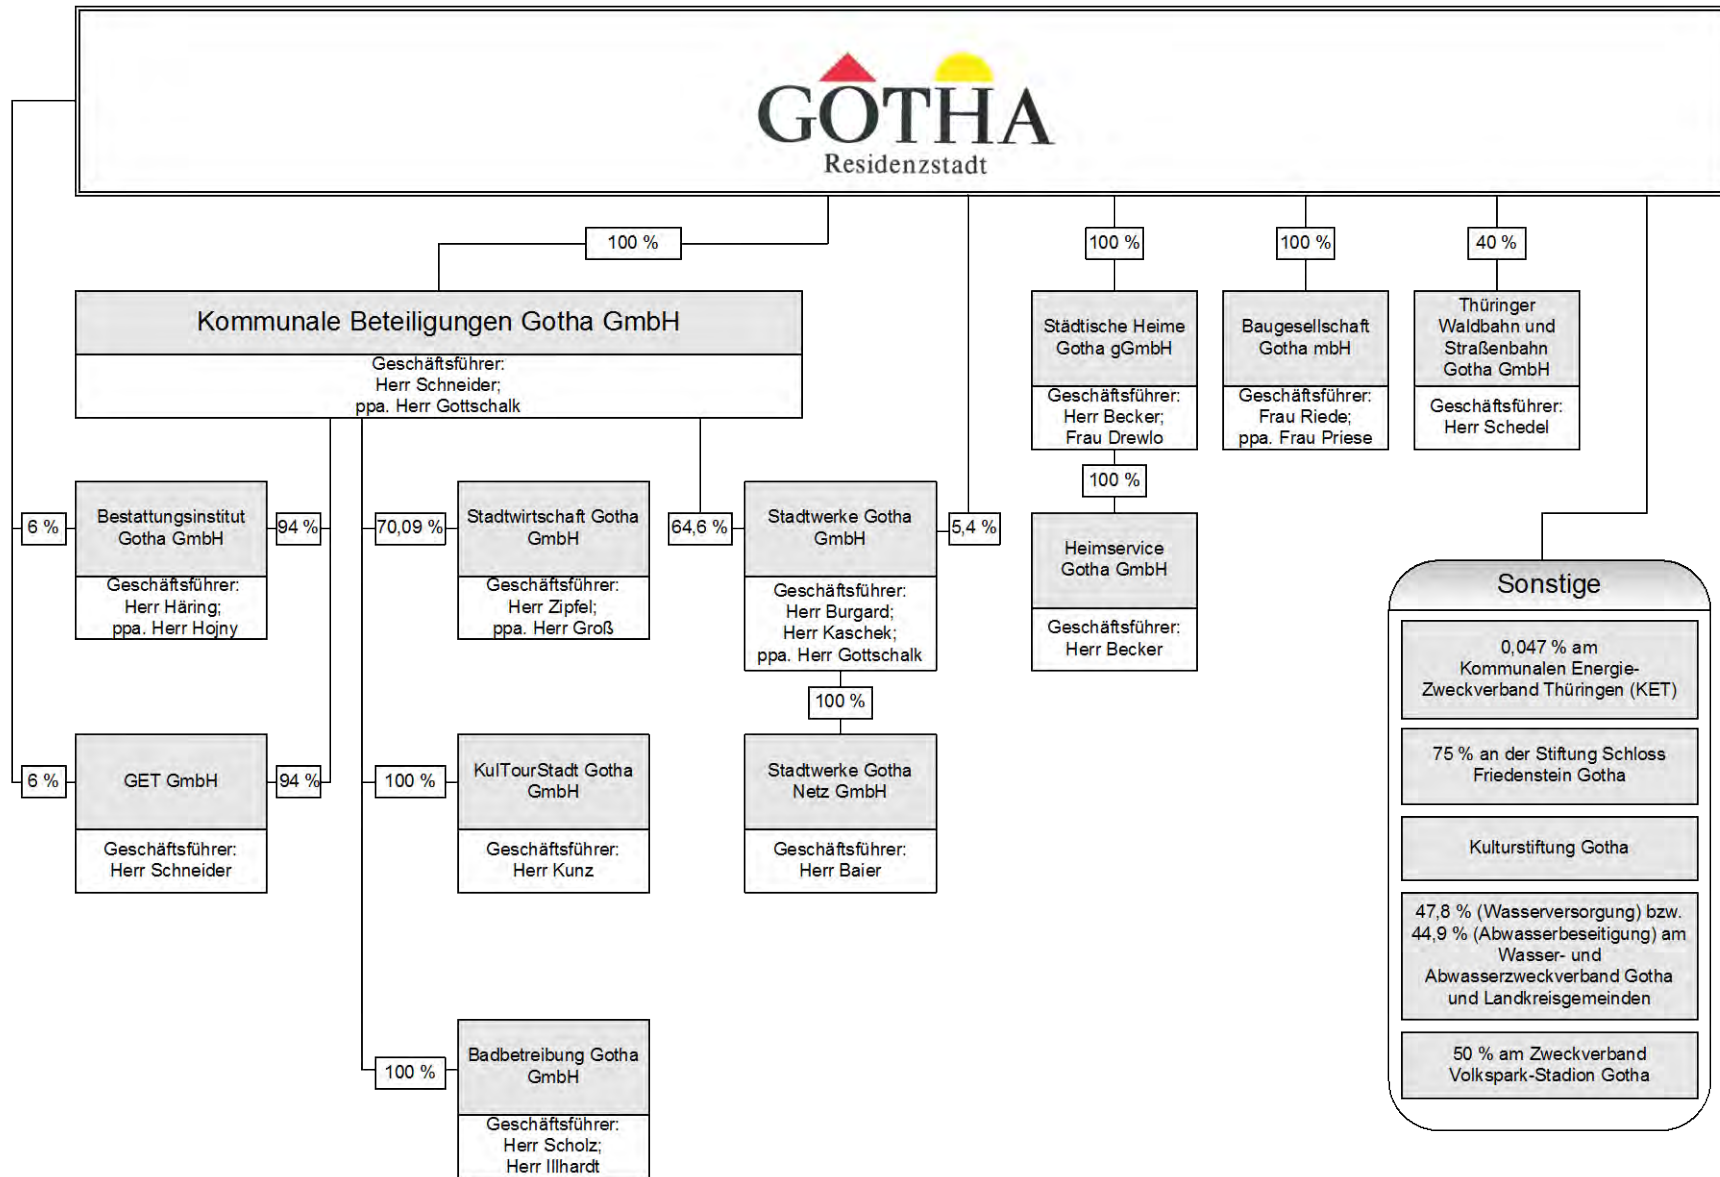 GOTHA
Residenzstadt
100 %
100 %
100 %
40 %
Kommunale Beteiligungen Gotha GmbH
Geschäftsführer:
Herr Schneider;
ppa. Herr Gottschalk
Städtische Heime
Gotha gGmbH
Geschäftsführer:
Herr Becker;
Frau Drewlo
Baugesellschaft
Gotha mbH
Geschäftsführer:
Frau Riede;
ppa. Frau Priese
Thüringer
Waldbahn und
Straßenbahn
Gotha GmbH
Geschäftsführer:
Herr Schedel
6 %
Bestattungsinstitut
Gotha GmbH
94 %
Geschäftsführer:
Herr Häring;
ppa. Herr Hojny
70,09 %
Stadtwirtschaft Gotha
GmbH
Geschäftsführer:
Herr Zipfel;
ppa. Herr Groß
64,6 %
Stadtwerke Gotha
GmbH
5,4 %
Geschäftsführer:
Herr Burgard;
Herr Kaschek;
ppa. Herr Gottschalk
100 %
Heimservice
Gotha GmbH
Geschäftsführer:
Herr Becker
6 %
GET GmbH
94 %
Geschäftsführer:
Herr Schneider
100 %
KulTourStadt Gotha
GmbH
Geschäftsführer:
Herr Kunz
100 %
Stadtwerke Gotha
Netz GmbH
Geschäftsführer:
Herr Baier
100 %
Badbetreibung Gotha
GmbH
Geschäftsführer:
Herr Scholz;
Herr Illhardt
Sonstige
0,047 % am
Kommunalen Energie-
Zweckverband Thüringen (KET)
75 % an der Stiftung Schloss
Friedenstein Gotha
Kulturstiftung Gotha
47,8 % (Wasserversorgung) bzw.
44,9 % (Abwasserbeseitigung) am
Wasser- und
Abwasserzweckverband Gotha
und Landkreisgemeinden
50 % am Zweckverband
Volkspark-Stadion Gotha